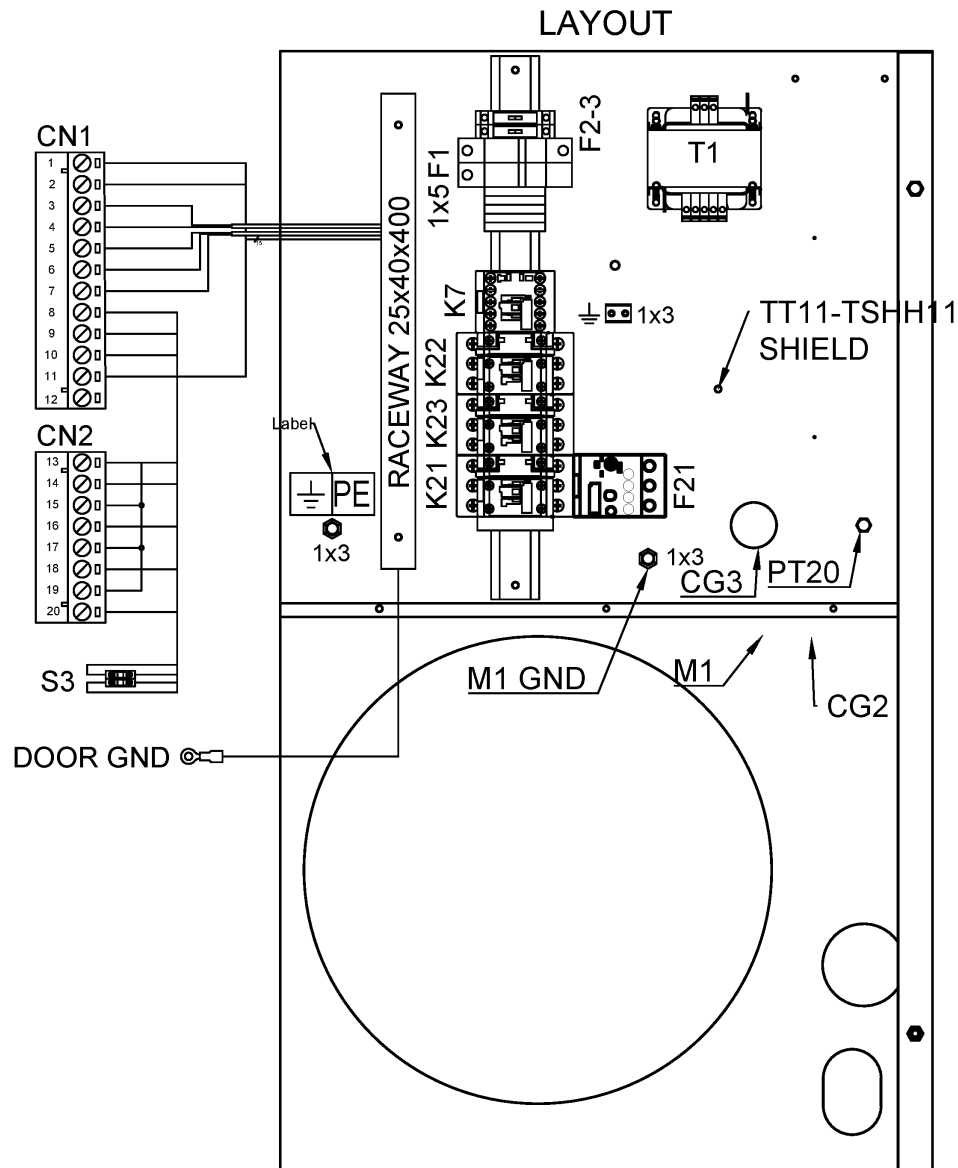 LAYOUT
CN1
1
2
3
4
5
6
7
8
9
10
11
12
CN2
13
14
15
16
17
18
19
20
S3
DOOR GND
Label
PE
1x3
RACEWAY 25x40x400
15
1x5 F1
F2-3
T1
K7
K22
K23
K21
F21
1x3
TT11-TSHH11
SHIELD
1x3
CG3
PT20
M1 GND
M1
CG2